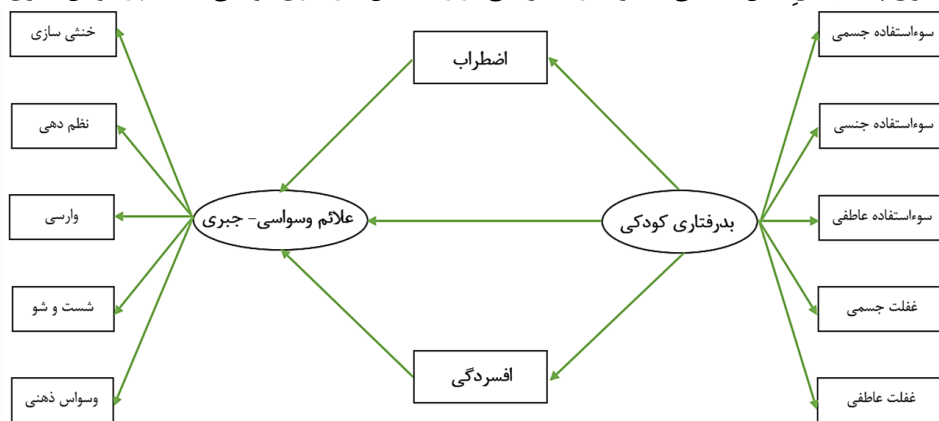 سوءاستفاده جسمی
سوءاستفاده جنسی
سوءاستفاده عاطفی
غفلت جسمی
غفلت عاطفی
بدرفتاری کودکی
اضطراب
افسردگی
علائم وسواسی- جبری
خنثی سازی
نظم دهی
وارسی
شست و شو
وسواس ذهنی